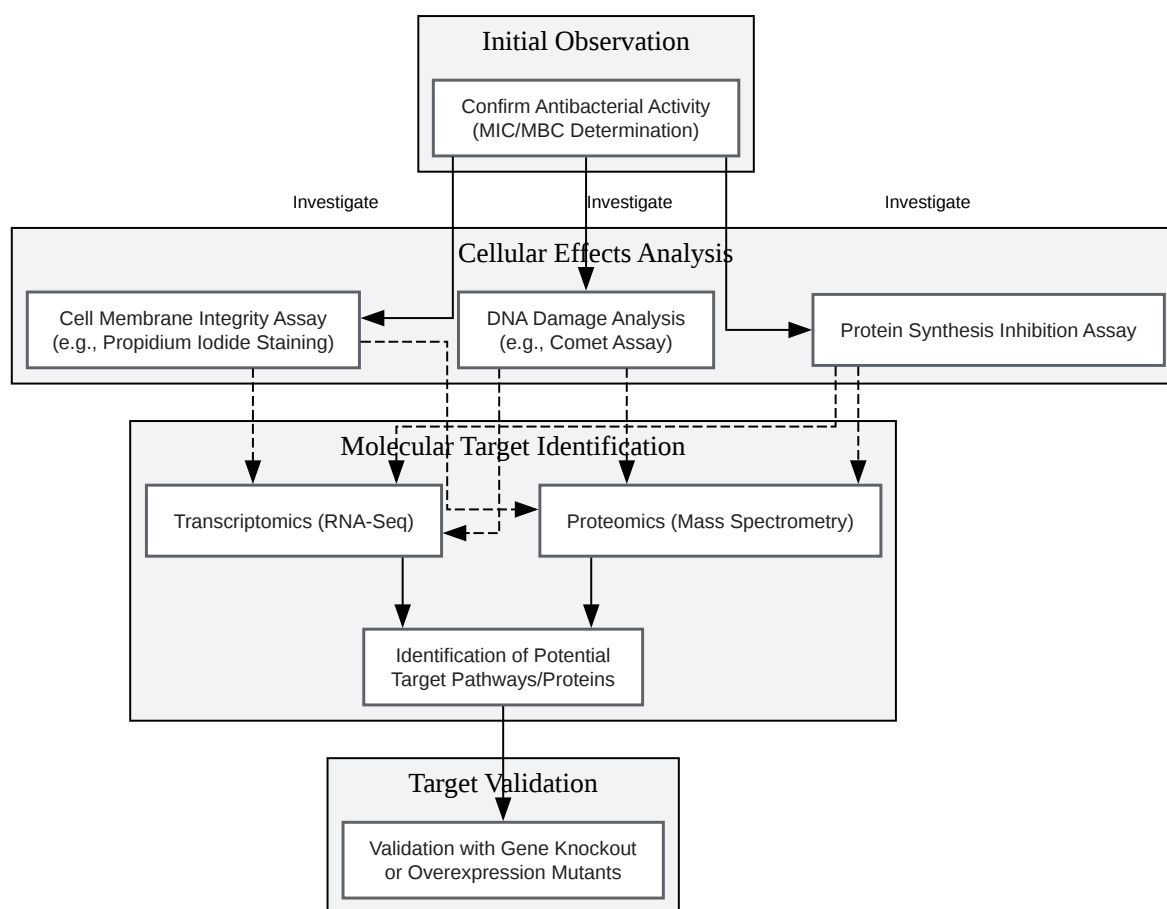 Initial Observation
Confirm Antibacterial Activity
(MIC/MBC Determination)
Investigate
Investigate
Investigate
Cellular Effects Analysis
Cell Membrane Integrity Assay
(e.g., Propidium Iodide Staining)
DNA Damage Analysis
(e.g., Comet Assay)
Protein Synthesis Inhibition Assay
Molecular Target Identification
Transcriptomics (RNA-Seq)
Proteomics (Mass Spectrometry)
Identification of Potential
Target Pathways/Proteins
Target Validation
Validation with Gene Knockout
or Overexpression Mutants